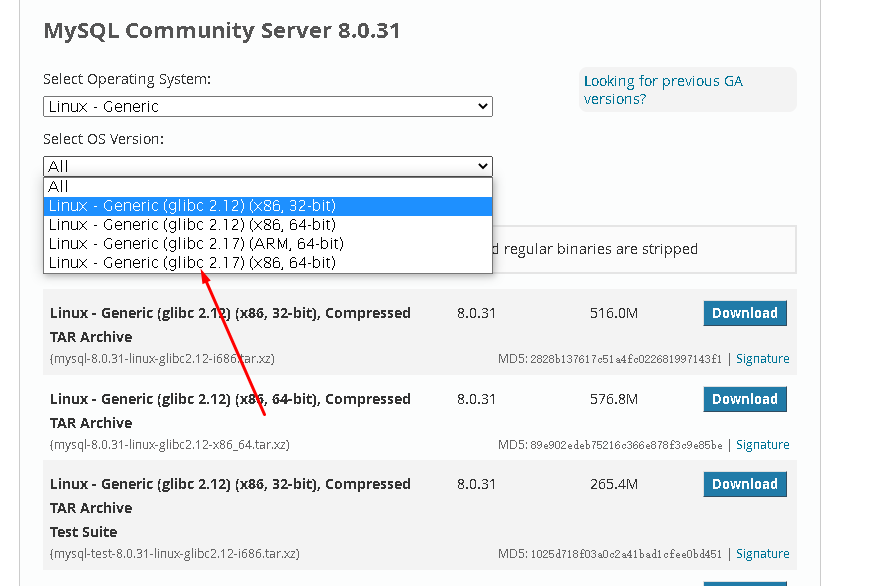 MySQL Community Server 8.0.31
Select Operating System:
Looking for previous GA
versions?
Linux - Generic
Select OS Version:
All
All
Linux - Generic (glibc 2.12) (x86, 32-bit)
Linux - Generic (glibc 2.12) (x86, 64-bit)
Linux - Generic (glibc 2.17) (ARM, 64-bit)
Linux - Generic (glibc 2.17) (x86, 64-bit)
d regular binaries are stripped
Linux - Generic (glibc 2.12) (x86, 32-bit), Compressed 8.0.31 516.0M Download
TAR Archive
(mysql-8.0.31-linux-glibc2.12-i686.tar.xz) MD5: 2828b137617c51a4fc022681997143f1 | Signature
Linux - Generic (glibc 2.12) (x86, 64-bit), Compressed 8.0.31 576.8M Download
TAR Archive
(mysql-8.0.31-linux-glibc2.12-x86_64.tar.xz) MD5: 89e902edeb75216c366e878f3c9e85be | Signature
Linux - Generic (glibc 2.12) (x86, 32-bit), Compressed 8.0.31 265.4M Download
TAR Archive
Test Suite
(mysql-test-8.0.31-linux-glibc2.12-i686.tar.xz) MD5: 1025d718f03a0c2a41bad1cfee0bd451 | Signature